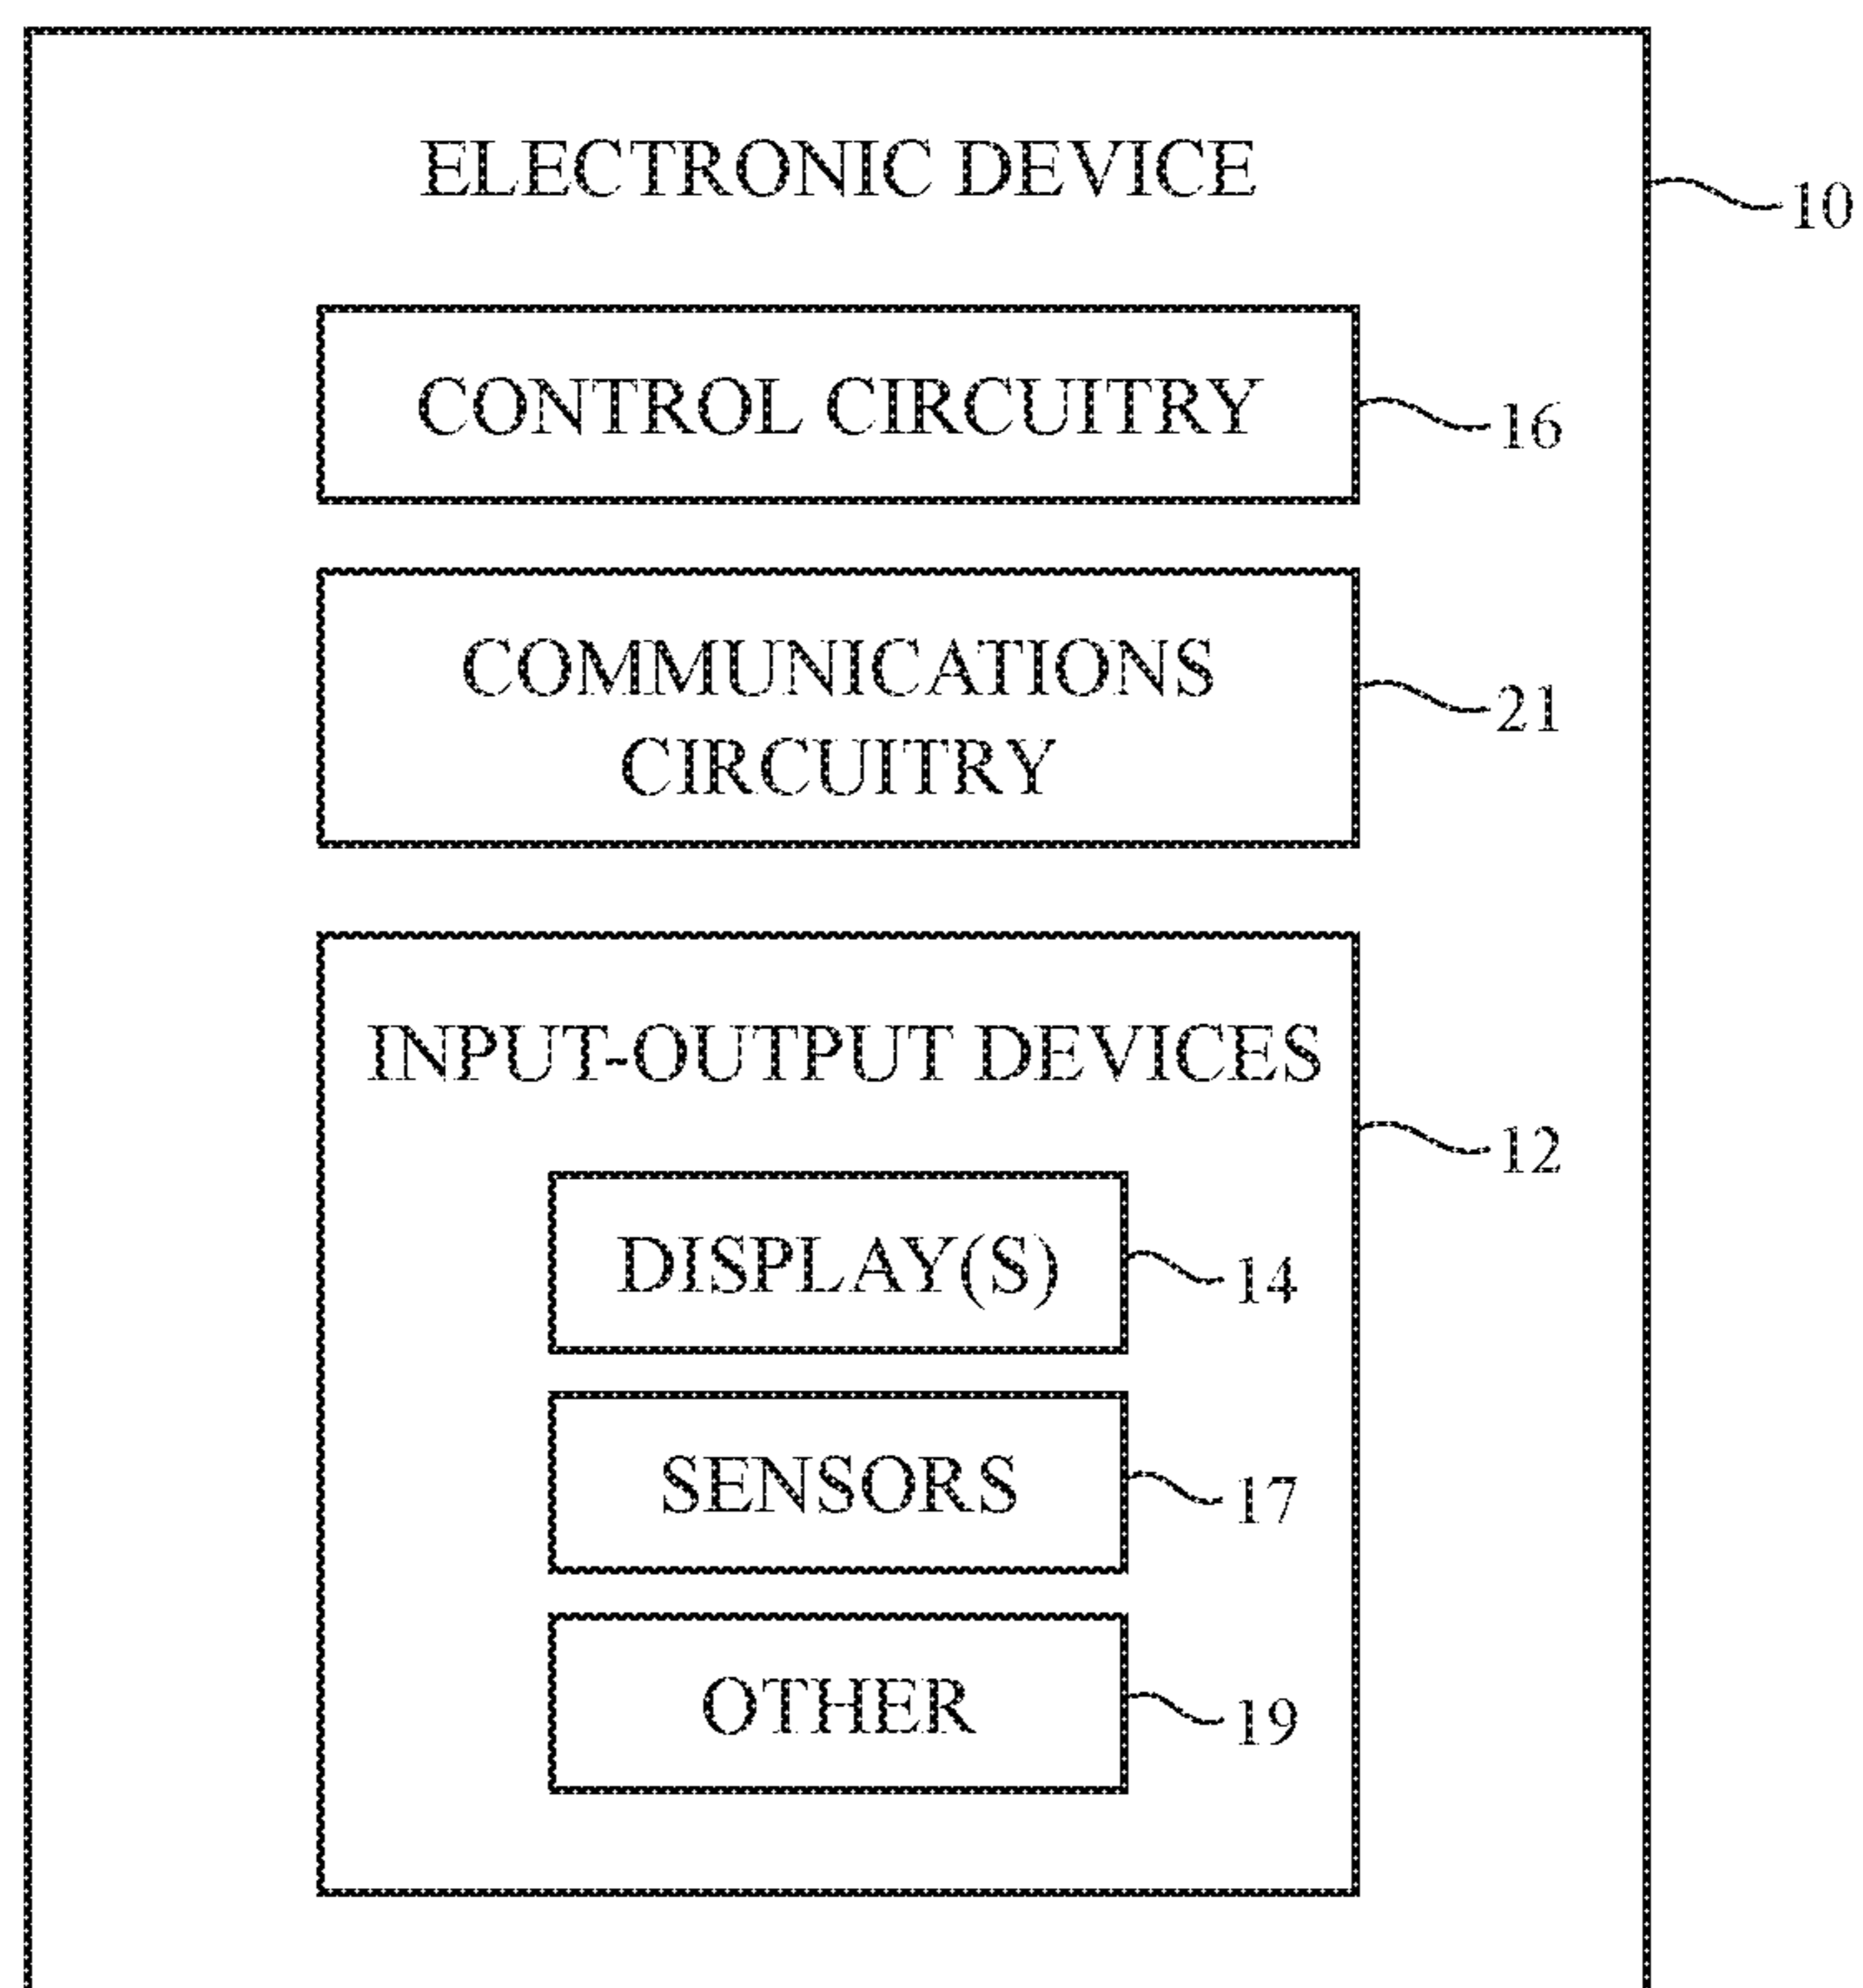 ELECTRONIC DEVICE
10
CONTROL CIRCUITRY
16
COMMUNICATIONS
CIRCUITRY
21
INPUT-OUTPUT DEVICES
12
DISPLAY(S)
14
SENSORS
17
OTHER
19